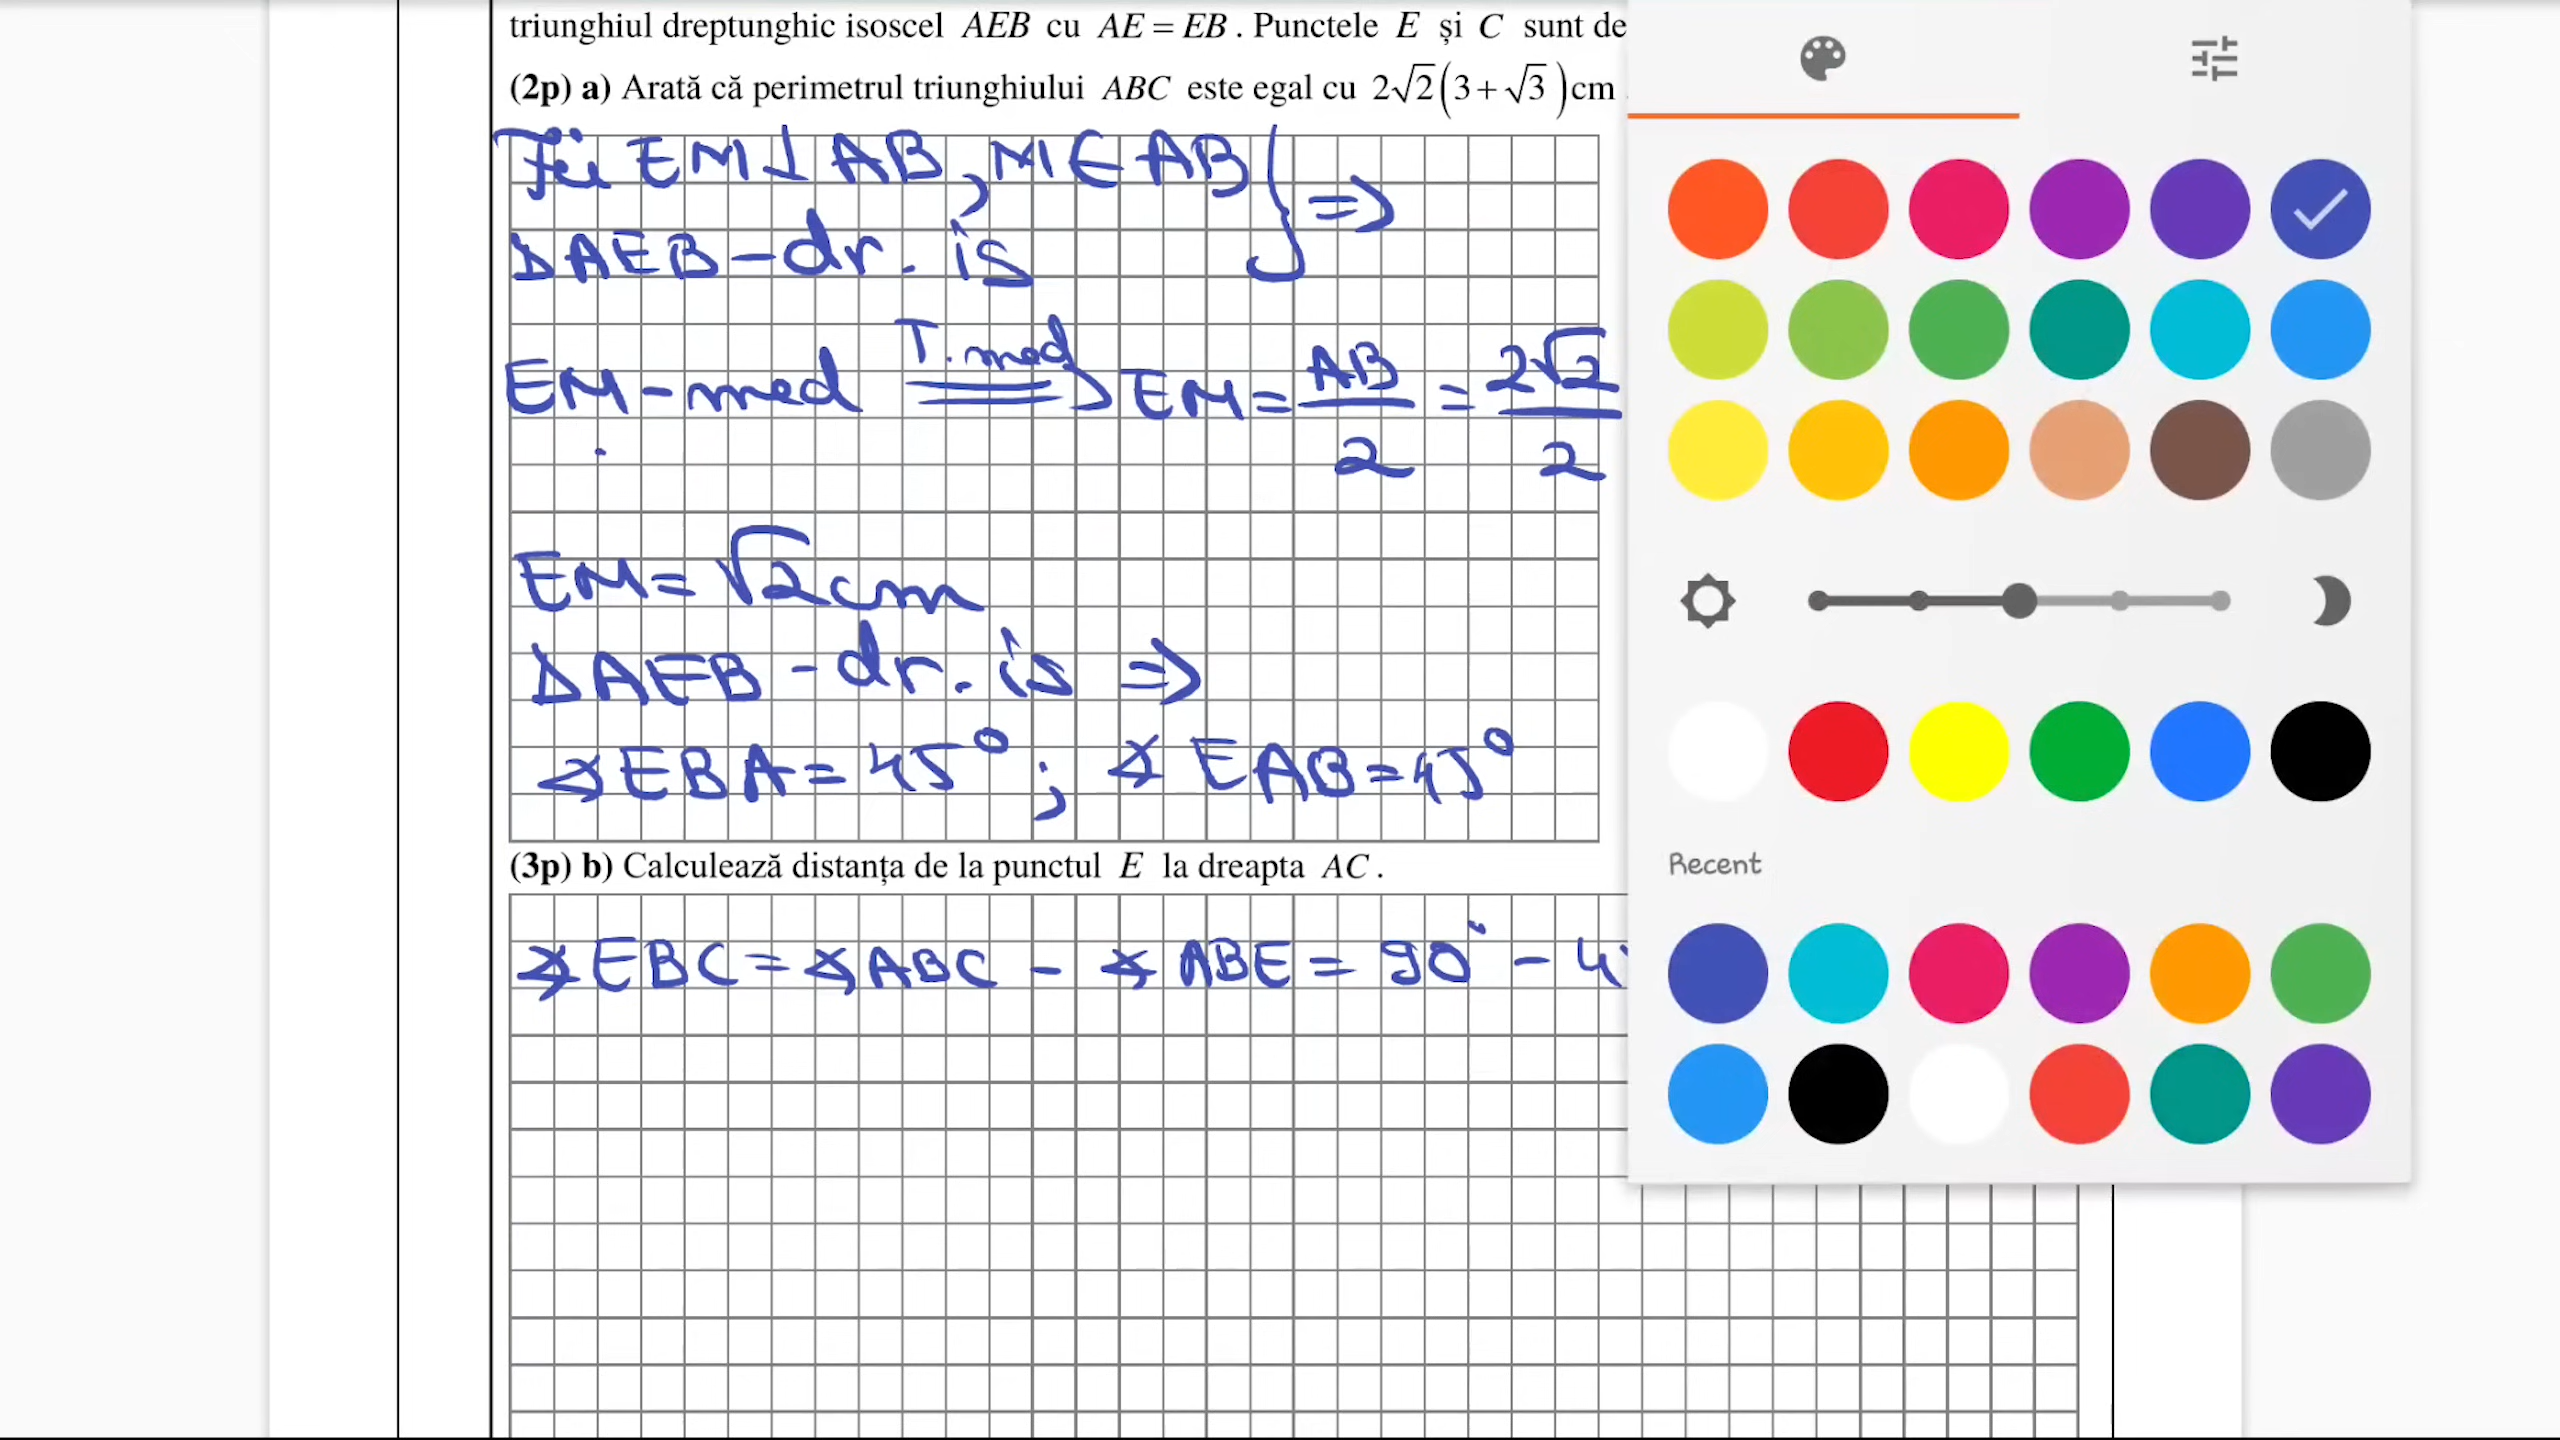 triunghiul dreptunghic isoscel AEB cu AE = EB. Punctele E și C sunt de
(2p) a) Arată că perimetrul triunghiului ABC este egal cu 2√2(3+√3)cm
Fie EM⊥AB, M∈AB } =>
ΔAEB - dr. is
EM - med =T.med=> EM = AB/2 = 2√2/2
EM = √2 cm
ΔAEB - dr. is =>
∢EBA = 45°; ∢EAB = 45°
(3p) b) Calculează distanța de la punctul E la dreapta AC.
∢EBC = ∢ABC - ∢ABE = 90° - 4
Recent